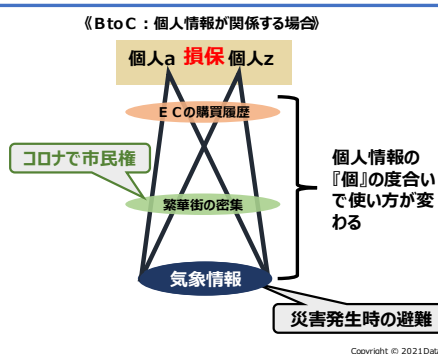 《BtoC：個人情報が関係する場合》
個人a 損保 個人z
ECの購買履歴
コロナで市民権
繁華街の密集
個人情報の
『個』の度合い
で使い方が変
わる
気象情報
災害発生時の避難
Copyright © 2021Data